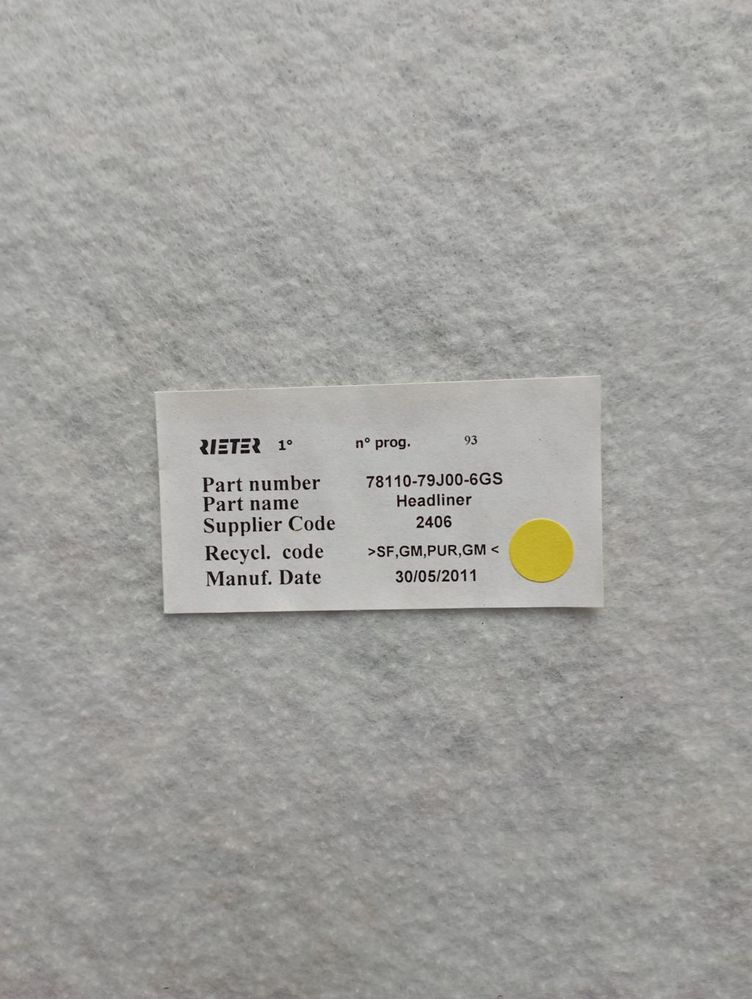 RIETER 1° n° prog. 93
Part number 78110-79J00-6GS
Part name Headliner
Supplier Code 2406
Recycl. code >SF,GM,PUR,GM <
Manuf. Date 30/05/2011